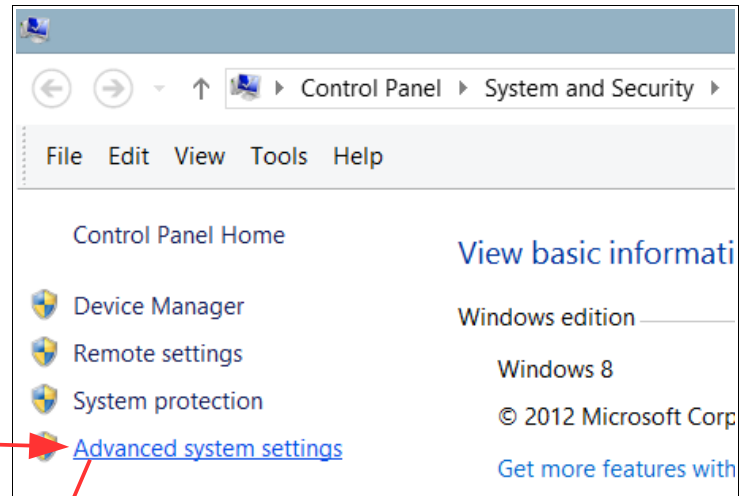 Control Panel System and Security
File Edit View Tools Help
Control Panel Home
Device Manager
Remote settings
System protection
Advanced system settings
View basic informati
Windows edition
Windows 8
© 2012 Microsoft Corp
Get more features with